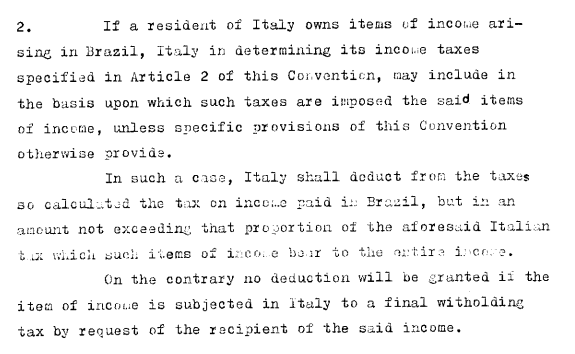 2. If a resident of Italy owns items of income ari-
sing in Brazil, Italy in determining its income taxes
specified in Article 2 of this Convention, may include in
the basis upon which such taxes are imposed the said items
of income, unless specific provisions of this Convention
otherwise provide.
In such a case, Italy shall deduct from the taxes
so calculated the tax on income paid in Brazil, but in an
amount not exceeding that proportion of the aforesaid Italian
tax which such items of income bear to the entire income.
On the contrary no deduction will be granted if the
item of income is subjected in Italy to a final witholding
tax by request of the recipient of the said income.